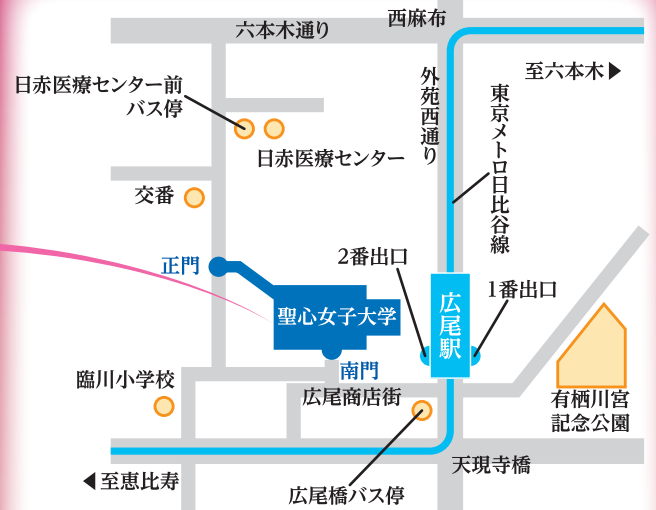 西麻布
六本木通り
至六本木▶
日赤医療センター前
バス停
外苑西通り
東京メトロ日比谷線
日赤医療センター
交番
2番出口
正門
1番出口
広尾駅
聖心女子大学
南門
臨川小学校
広尾商店街
有栖川宮
記念公園
天現寺橋
◀至恵比寿
広尾橋バス停